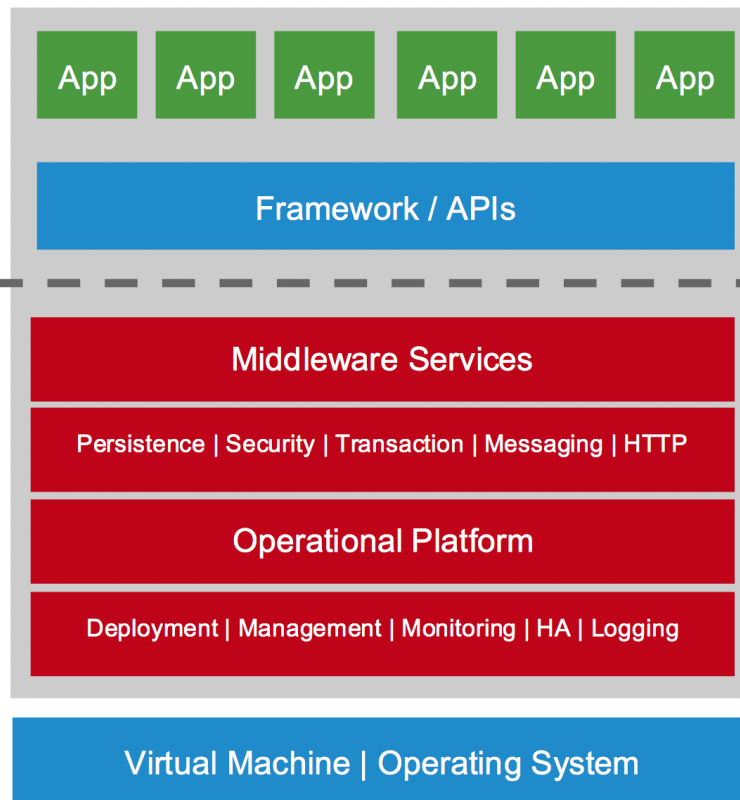 App App App App App App
Framework / APIs
Middleware Services
Persistence | Security | Transaction | Messaging | HTTP
Operational Platform
Deployment | Management | Monitoring | HA | Logging
Virtual Machine | Operating System